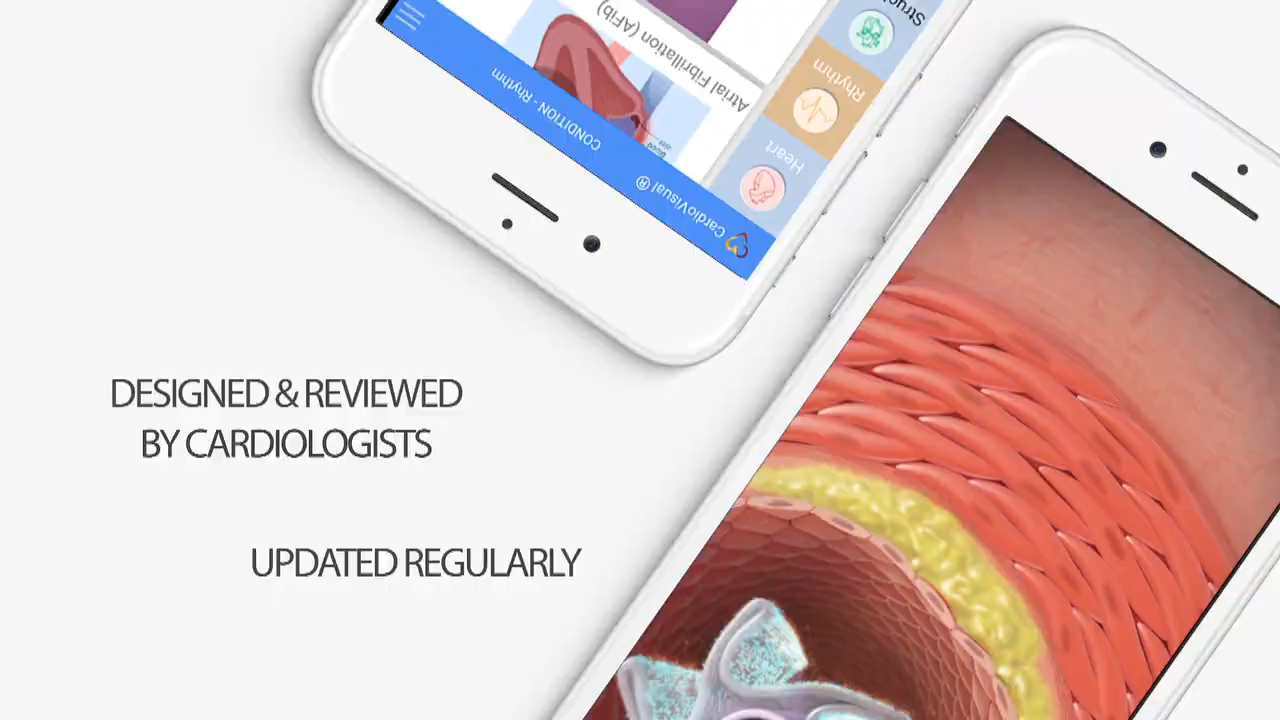 DESIGNED & REVIEWED
BY CARDIOLOGISTS
UPDATED REGULARLY
CardioVisual ®
CONDITION - Rhythm
Heart
Rhythm
Atrial Fibrillation (AFib)